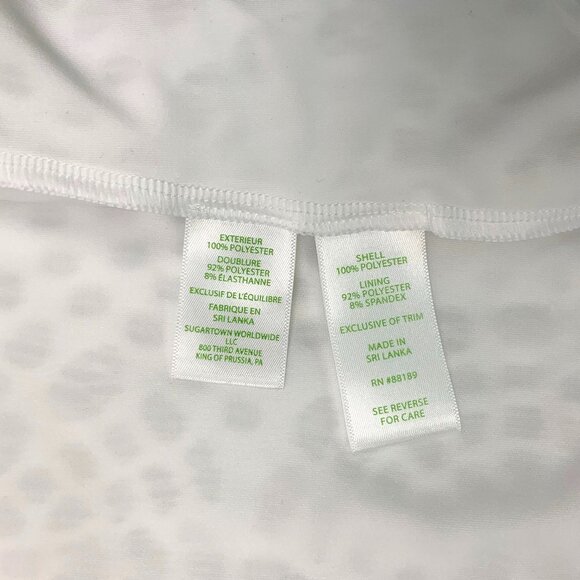 EXTERIEUR
100% POLYESTER
DOUBLURE
92% POLYESTER
8% ÉLASTHANNE
EXCLUSIF DE L'ÉQUILIBRE
FABRIQUE EN
SRI LANKA
SUGARTOWN WORLDWIDE
LLC
800 THIRD AVENUE
KING OF PRUSSIA, PA
SHELL
100% POLYESTER
LINING
92% POLYESTER
8% SPANDEX
EXCLUSIVE OF TRIM
MADE IN
SRI LANKA
RN #88189
SEE REVERSE
FOR CARE